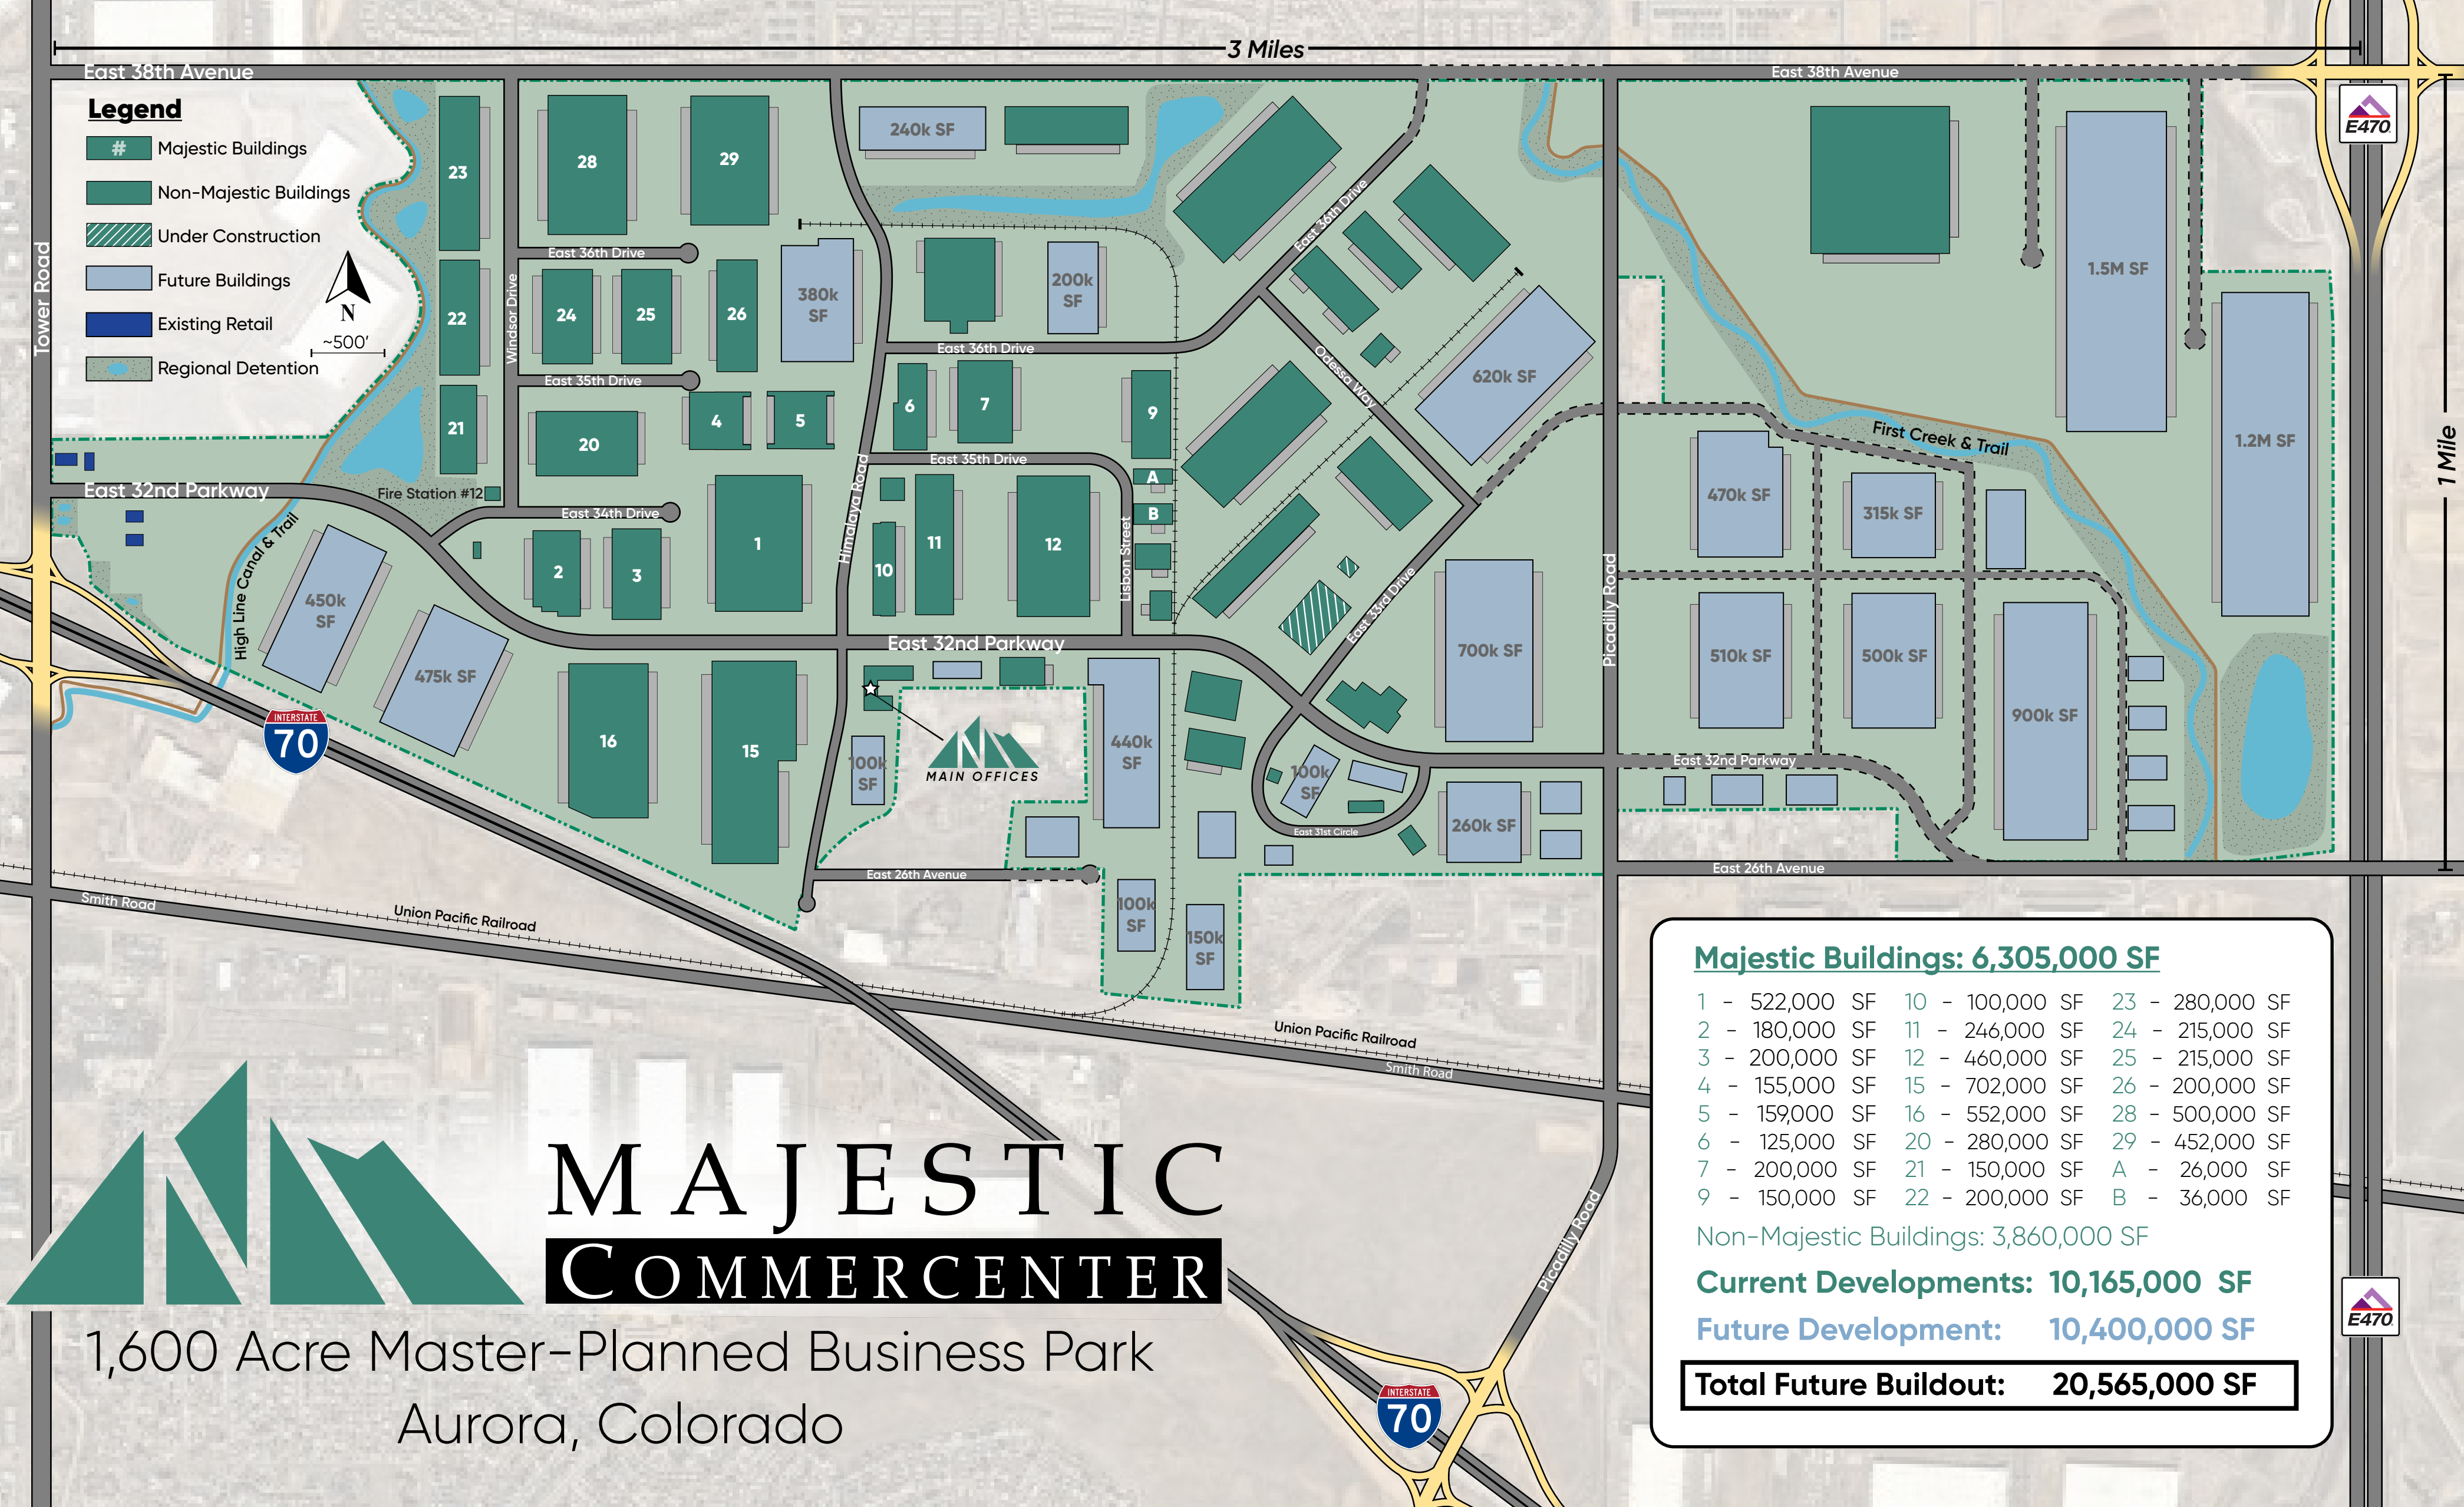 3 Miles
East 38th Avenue
East 38th Avenue
E470
Legend
# Majestic Buildings
Non-Majestic Buildings
Under Construction
Future Buildings
Existing Retail
Regional Detention
N
~500'
Tower Road
1 Mile
23
28
29
240k SF
1.5M SF
East 36th Drive
East 36th Drive
Windsor Drive
22
24
25
26
380k
SF
200k
SF
East 36th Drive
Odessa Way
620k SF
1.2M SF
East 35th Drive
21
20
4
5
6
7
9
First Creek & Trail
East 35th Drive
Himalaya Road
East 32nd Parkway
Fire Station #12
East 34th Drive
A
B
470k SF
315k SF
High Line Canal & Trail
2
3
1
10
11
12
Lisbon Street
East 33rd Drive
Picadilly Road
450k
SF
475k SF
East 32nd Parkway
700k SF
510k SF
500k SF
900k SF
16
15
100k
SF
MAIN OFFICES
440k
SF
100k
SF
East 32nd Parkway
East 31st Circle
260k SF
INTERSTATE
70
East 26th Avenue
East 26th Avenue
100k
SF
150k
SF
Smith Road
Union Pacific Railroad
Union Pacific Railroad
Smith Road
Picadilly Road
Majestic Buildings: 6,305,000 SF
1 - 522,000 SF 10 - 100,000 SF 23 - 280,000 SF
2 - 180,000 SF 11 - 246,000 SF 24 - 215,000 SF
3 - 200,000 SF 12 - 460,000 SF 25 - 215,000 SF
4 - 155,000 SF 15 - 702,000 SF 26 - 200,000 SF
5 - 159,000 SF 16 - 552,000 SF 28 - 500,000 SF
6 - 125,000 SF 20 - 280,000 SF 29 - 452,000 SF
7 - 200,000 SF 21 - 150,000 SF A - 26,000 SF
9 - 150,000 SF 22 - 200,000 SF B - 36,000 SF
Non-Majestic Buildings: 3,860,000 SF
Current Developments: 10,165,000 SF
Future Development: 10,400,000 SF
Total Future Buildout: 20,565,000 SF
E470
MAJESTIC
COMMERCENTER
1,600 Acre Master-Planned Business Park
Aurora, Colorado
INTERSTATE
70